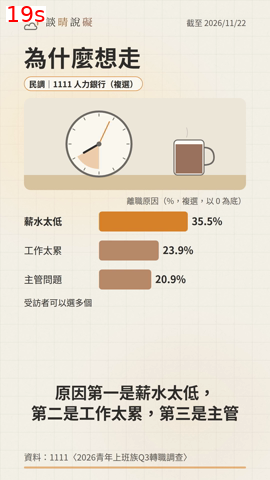 19s
談晴說礙
截至 2026/11/22
為什麼想走
民調｜1111 人力銀行（複選）
離職原因（%，複選，以 0 為底）
薪水太低 35.5%
工作太累 23.9%
主管問題 20.9%
受訪者可以選多個
原因第一是薪水太低，
第二是工作太累，第三是主管
資料：1111〈2026青年上班族Q3轉職調查〉